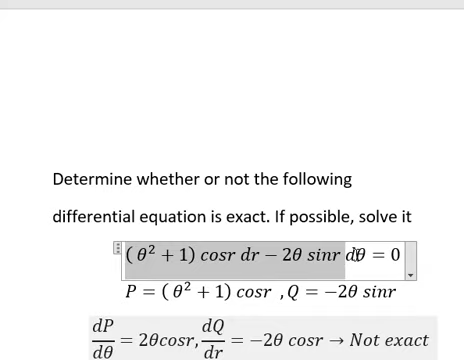 Determine whether or not the following
differential equation is exact. If possible, solve it
( θ² + 1) cosr dr − 2θ sinr dθ = 0
P = ( θ² + 1) cosr , Q = −2θ sinr
dP/dθ = 2θcosr, dQ/dr = −2θ cosr → Not exact